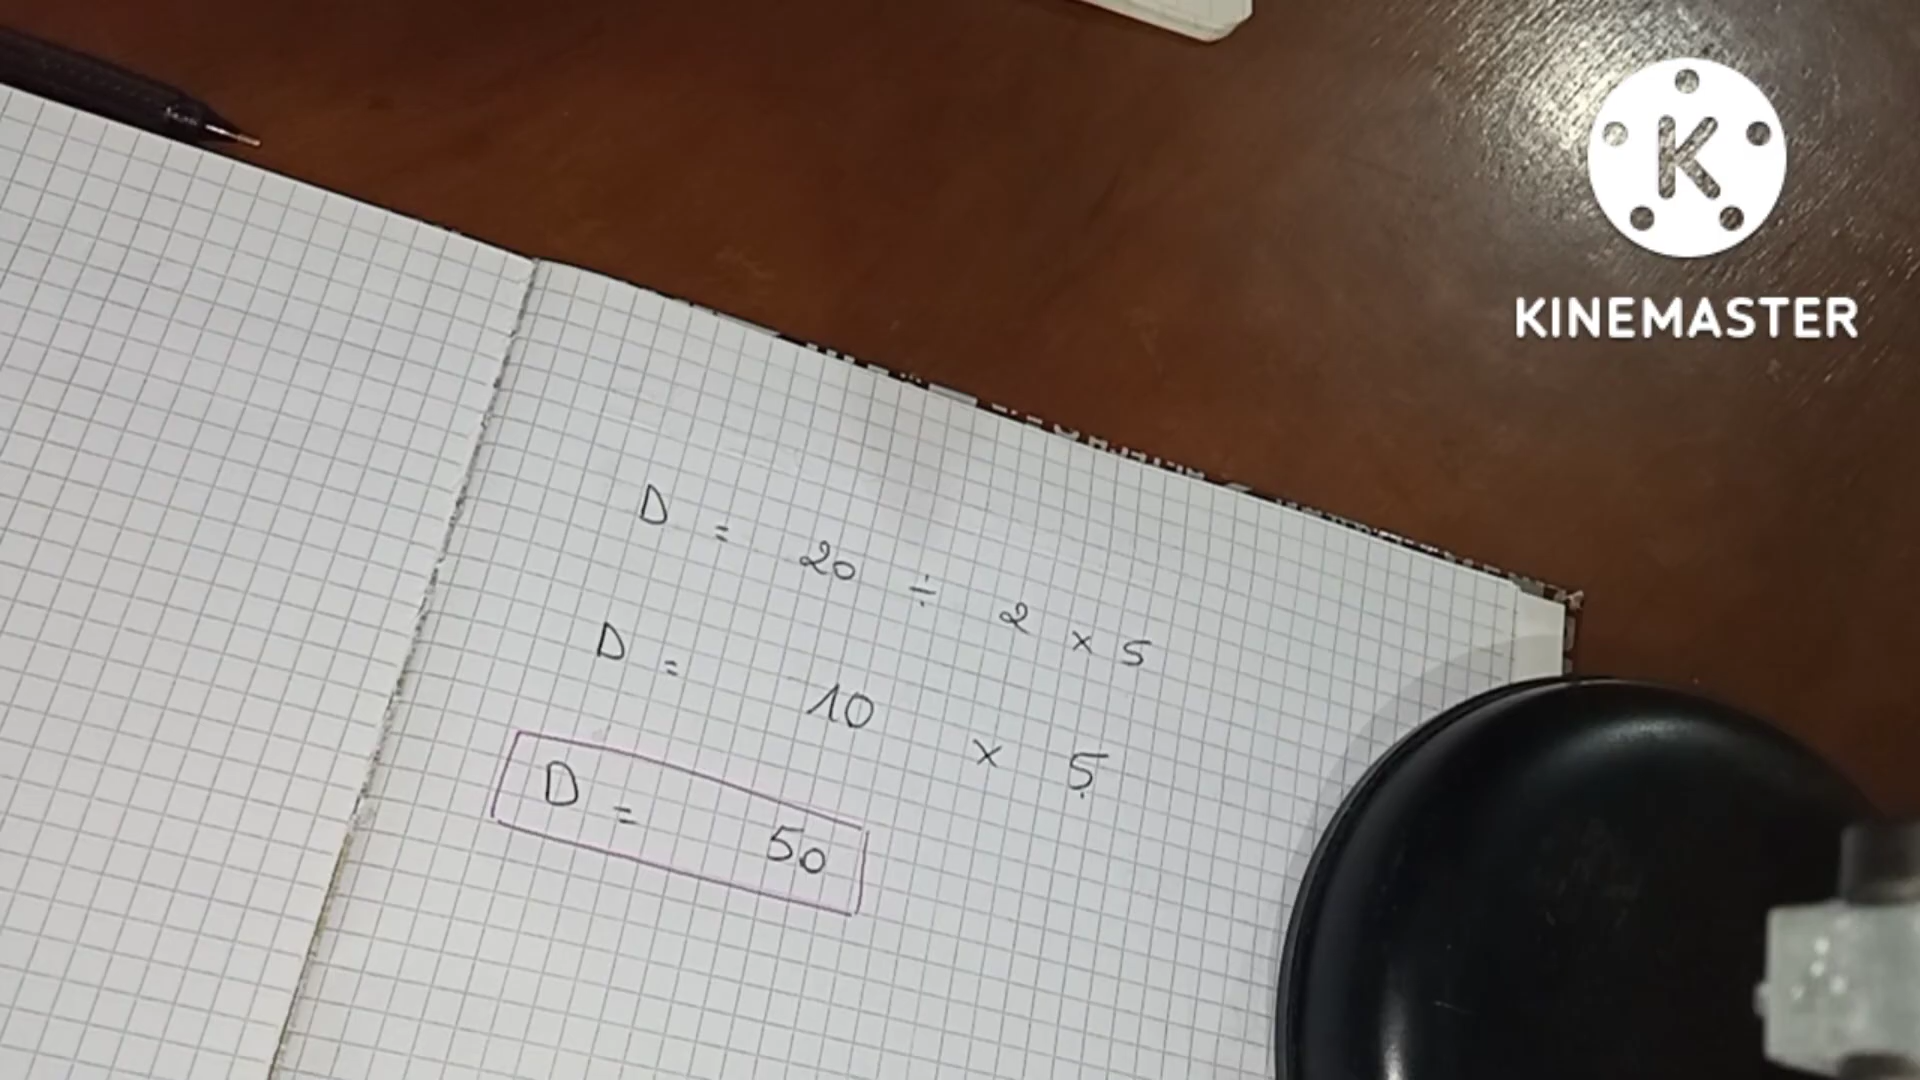 KINEMASTER
D = 20 ÷ 2 × 5
D = 10 × 5
D = 50